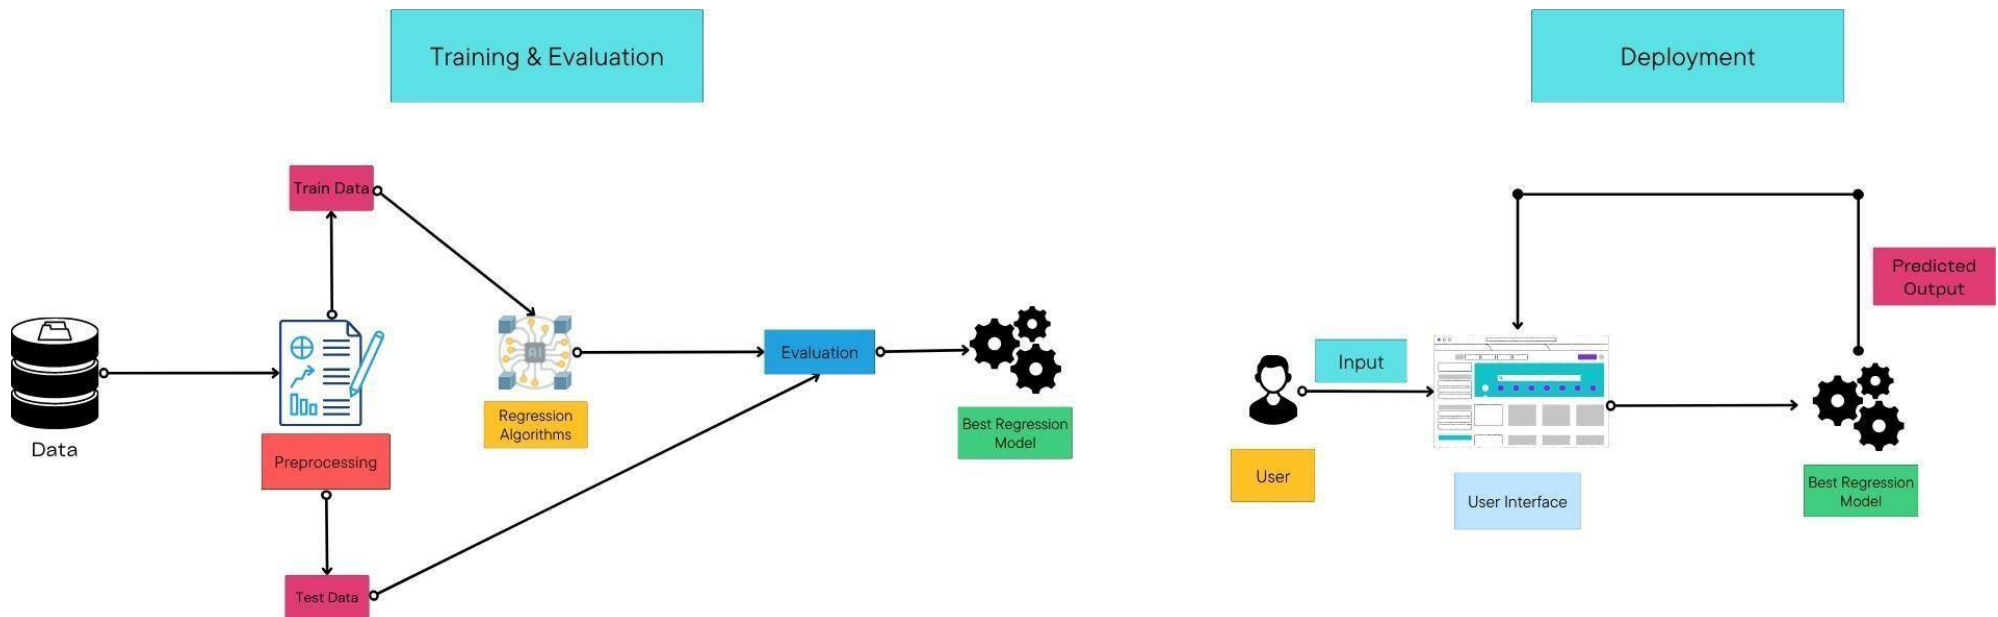 Training & Evaluation
Deployment
Train Data
Predicted
Output
Evaluation
Input
Regression
Algorithms
Best Regression
Model
Data
Preprocessing
User
User Interface
Best Regression
Model
Test Data
AI